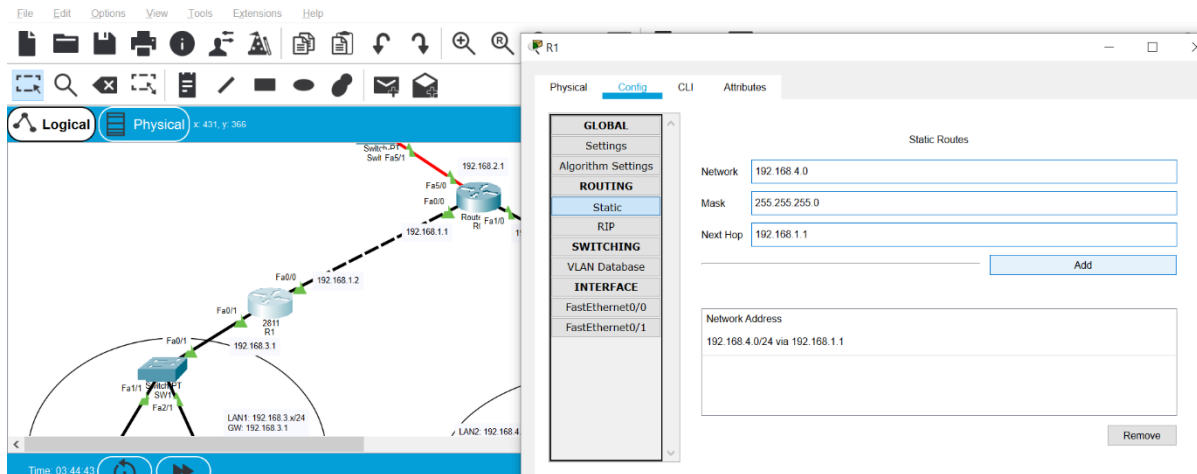 File Edit Options View Tools Extensions Help
R1
Physical Config CLI Attributes
Logical Physical x: 431, y: 366
GLOBAL
Settings
Algorithm Settings
ROUTING
Static
RIP
SWITCHING
VLAN Database
INTERFACE
FastEthernet0/0
FastEthernet0/1
Static Routes
Network 192.168.4.0
Mask 255.255.255.0
Next Hop 192.168.1.1
Add
Network Address
192.168.4.0/24 via 192.168.1.1
Remove
Fa5/1
192.168.2.1
Fa5/0
Fa0/0
Fa1/0
192.168.1.1
Fa0/0
192.168.1.2
Fa0/1
2811
R1
Fa0/1
192.168.3.1
Fa1/1
SW1
Fa2/1
LAN1: 192.168.3.x/24
GW: 192.168.3.1
LAN2: 192.168.4
Time: 03:44:43